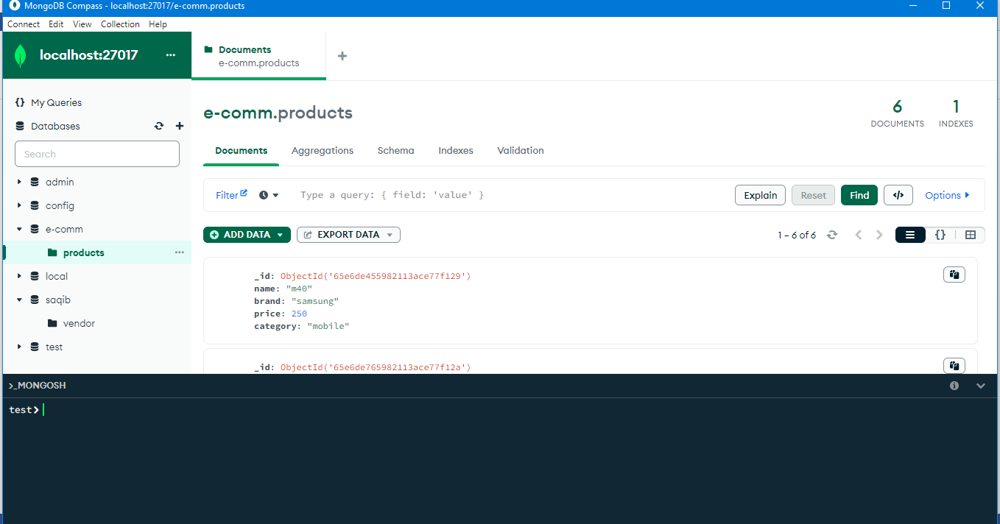 MongoDB Compass - localhost:27017/e-comm.products
Connect Edit View Collection Help
localhost:27017 ...
Documents
e-comm.products
{} My Queries
Databases
Search
admin
config
e-comm
products ...
local
saqib
vendor
test
e-comm.products
6
DOCUMENTS
1
INDEXES
Documents Aggregations Schema Indexes Validation
Filter Type a query: { field: 'value' } Explain Reset Find </> Options
ADD DATA EXPORT DATA 1 – 6 of 6 {}
_id: ObjectId('65e6de455982113ace77f129')
name: "m40"
brand: "samsung"
price: 250
category: "mobile"
_id: ObjectId('65e6de765982113ace77f12a')
>_MONGOSH
test>